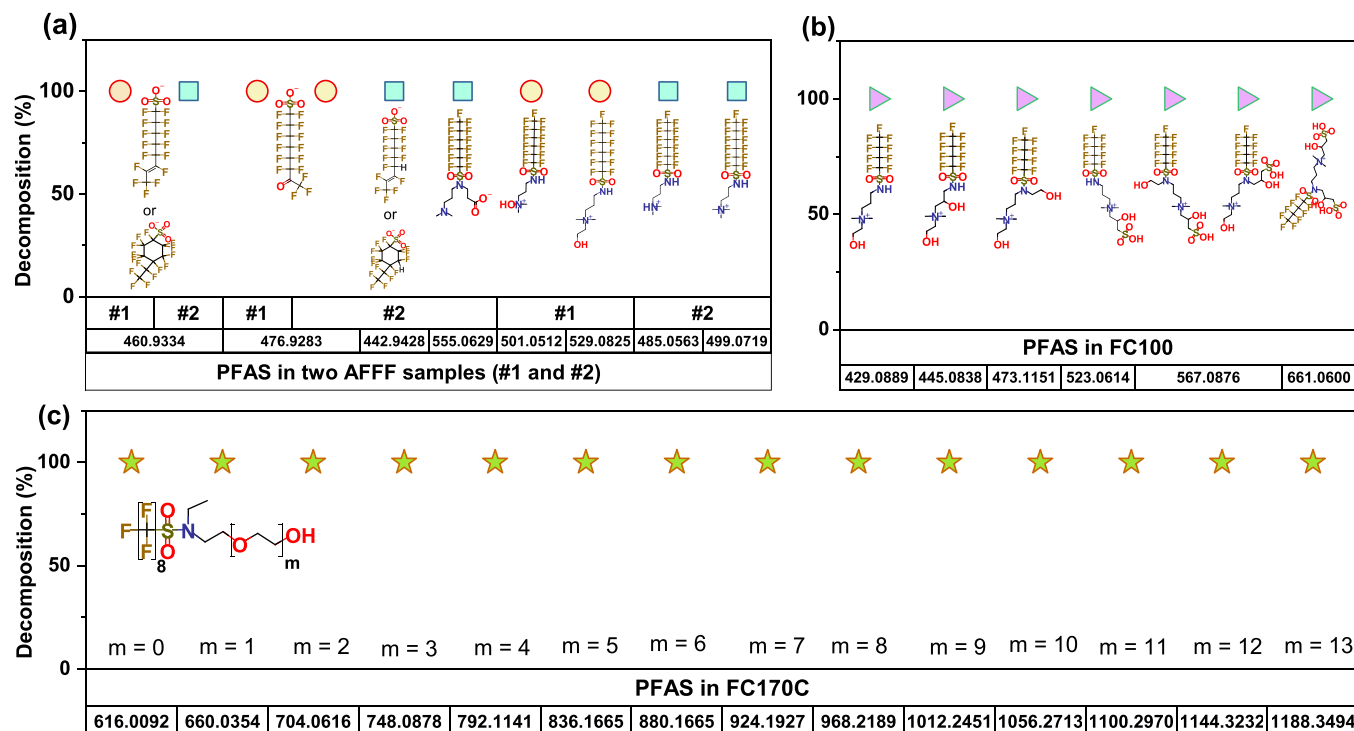 (a)
Decomposition (%)
100
50
0
or
or
#1 #2 #1 #2 #1 #2
460.9334 476.9283 442.9428 555.0629 501.0512 529.0825 485.0563 499.0719
PFAS in two AFFF samples (#1 and #2)
(b)
100
50
0
PFAS in FC100
429.0889 445.0838 473.1151 523.0614 567.0876 661.0600
(c)
Decomposition (%)
100
50
0
F F F 8 S O O N O m OH
m = 0 m = 1 m = 2 m = 3 m = 4 m = 5 m = 6 m = 7 m = 8 m = 9 m = 10 m = 11 m = 12 m = 13
PFAS in FC170C
616.0092 660.0354 704.0616 748.0878 792.1141 836.1665 880.1665 924.1927 968.2189 1012.2451 1056.2713 1100.2970 1144.3232 1188.3494